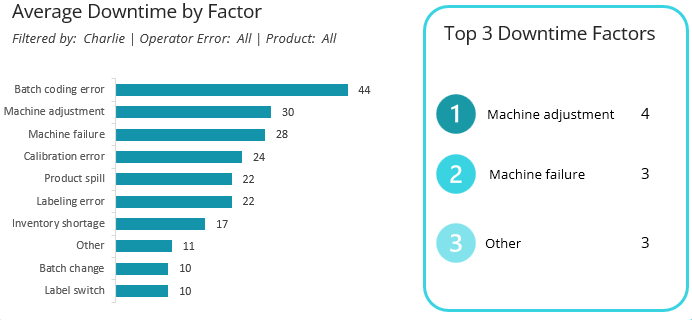 Average Downtime by Factor
Filtered by: Charlie | Operator Error: All | Product: All
Batch coding error 44
Machine adjustment 30
Machine failure 28
Calibration error 24
Product spill 22
Labeling error 22
Inventory shortage 17
Other 11
Batch change 10
Label switch 10
Top 3 Downtime Factors
1 Machine adjustment 4
2 Machine failure 3
3 Other 3